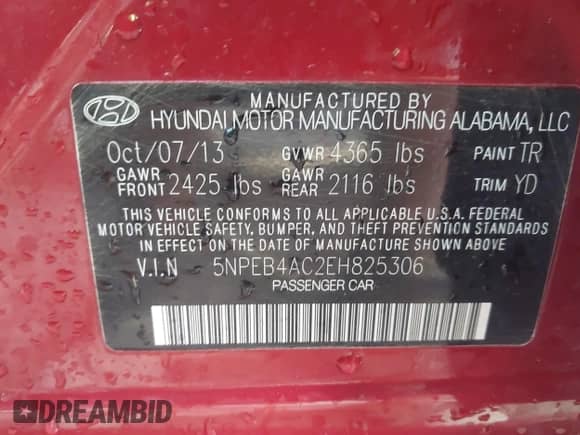 MANUFACTURED BY
HYUNDAI MOTOR MANUFACTURING ALABAMA, LLC
Oct/07/13 GVWR 4365 lbs PAINT TR
GAWR FRONT 2425 lbs GAWR REAR 2116 lbs TRIM YD
THIS VEHICLE CONFORMS TO ALL APPLICABLE U.S.A. FEDERAL
MOTOR VEHICLE SAFETY, BUMPER, AND THEFT PREVENTION STANDARDS
IN EFFECT ON THE DATE OF MANUFACTURE SHOWN ABOVE.
V.I.N 5NPEB4AC2EH825306
PASSENGER CAR
DREAMBID